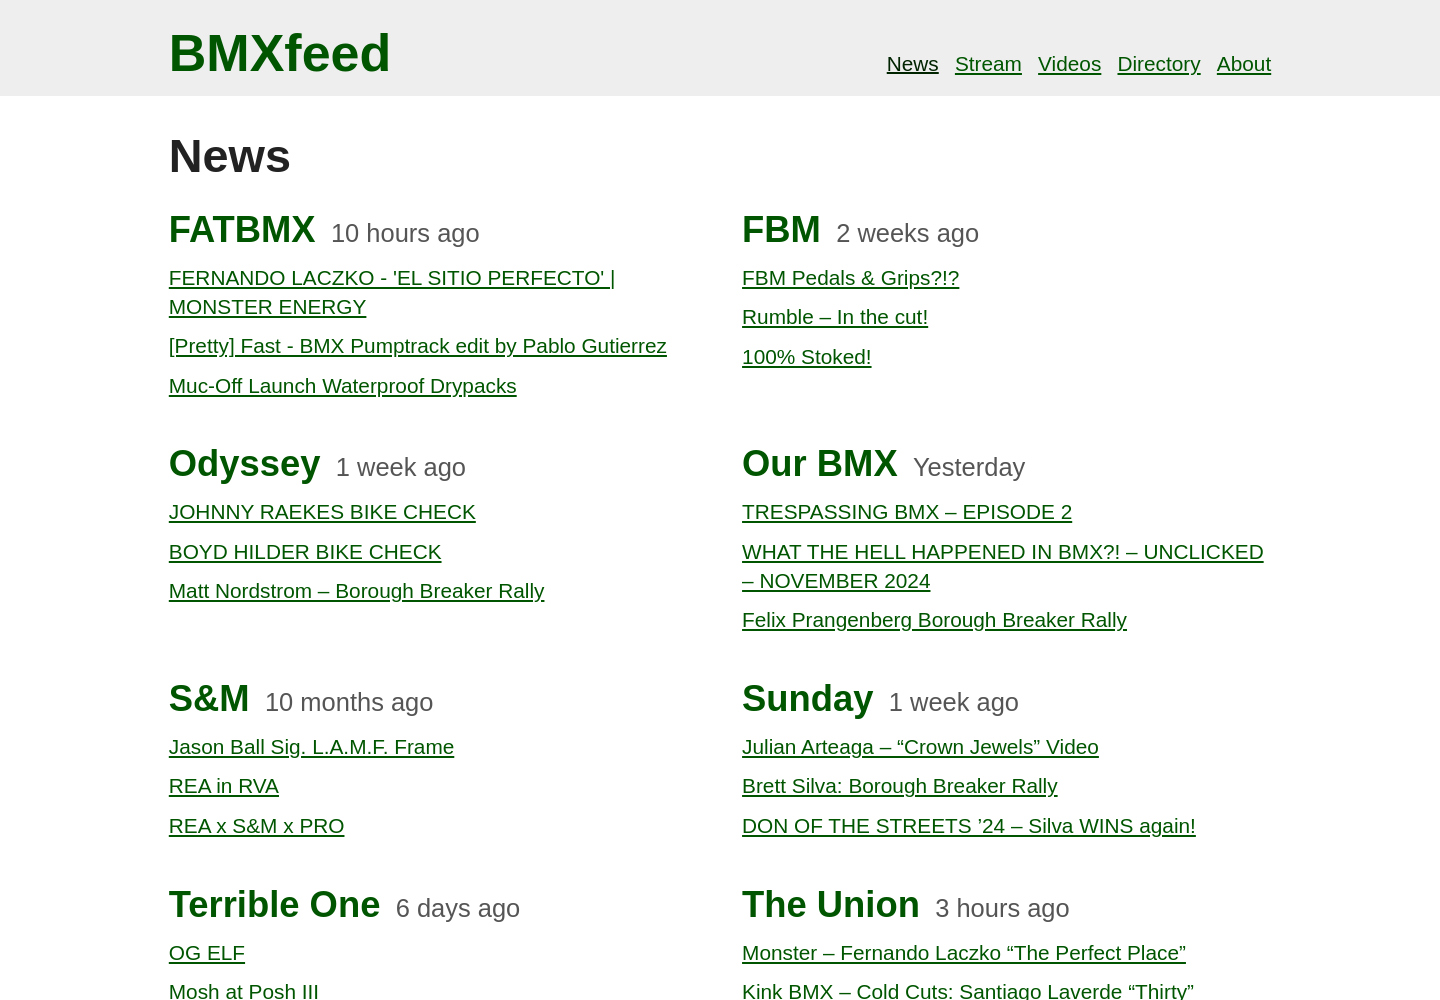 BMXfeed
News Stream Videos Directory About
News
FATBMX 10 hours ago
FERNANDO LACZKO - 'EL SITIO PERFECTO' |
MONSTER ENERGY
[Pretty] Fast - BMX Pumptrack edit by Pablo Gutierrez
Muc-Off Launch Waterproof Drypacks
FBM 2 weeks ago
FBM Pedals & Grips?!?
Rumble – In the cut!
100% Stoked!
Odyssey 1 week ago
JOHNNY RAEKES BIKE CHECK
BOYD HILDER BIKE CHECK
Matt Nordstrom – Borough Breaker Rally
Our BMX Yesterday
TRESPASSING BMX – EPISODE 2
WHAT THE HELL HAPPENED IN BMX?! – UNCLICKED
– NOVEMBER 2024
Felix Prangenberg Borough Breaker Rally
S&M 10 months ago
Jason Ball Sig. L.A.M.F. Frame
REA in RVA
REA x S&M x PRO
Sunday 1 week ago
Julian Arteaga – “Crown Jewels” Video
Brett Silva: Borough Breaker Rally
DON OF THE STREETS ’24 – Silva WINS again!
Terrible One 6 days ago
OG ELF
Mosh at Posh III
The Union 3 hours ago
Monster – Fernando Laczko “The Perfect Place”
Kink BMX – Cold Cuts: Santiago Laverde “Thirty”